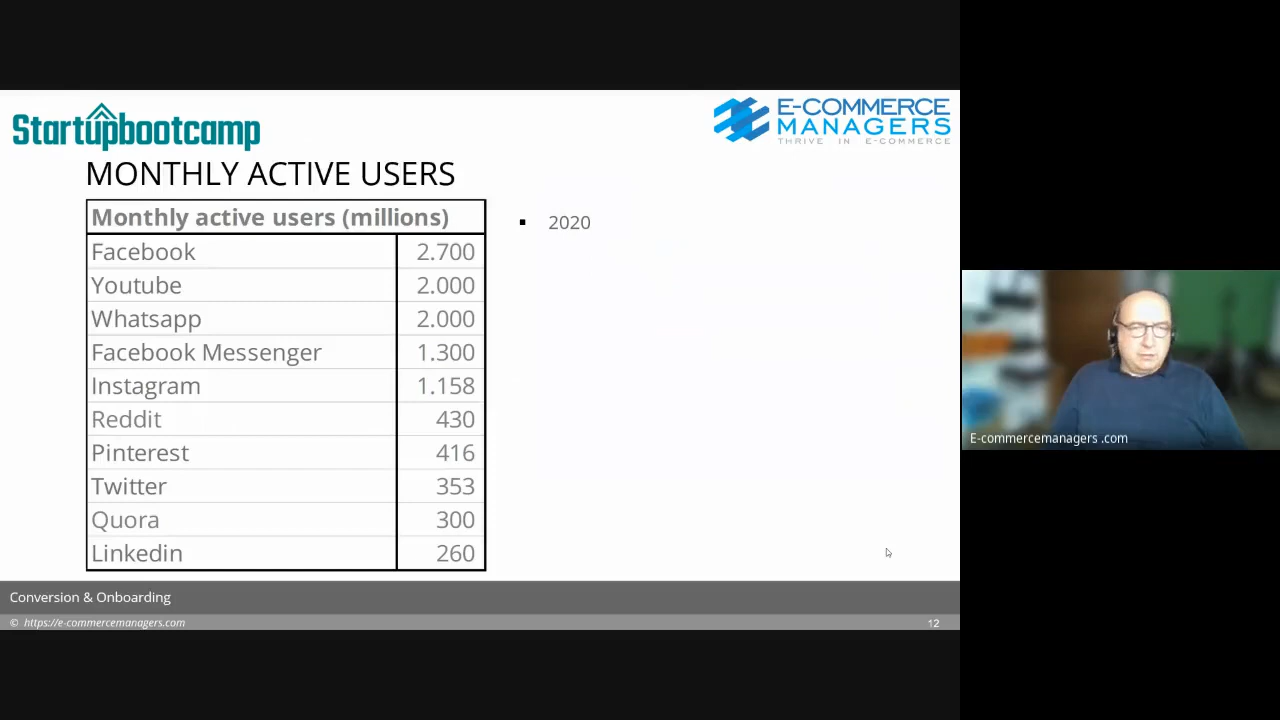 Startupbootcamp
E-COMMERCE
MANAGERS
THRIVE IN E-COMMERCE
MONTHLY ACTIVE USERS
Monthly active users (millions)
Facebook 2.700
Youtube 2.000
Whatsapp 2.000
Facebook Messenger 1.300
Instagram 1.158
Reddit 430
Pinterest 416
Twitter 353
Quora 300
Linkedin 260
▪ 2020
E-commercemanagers .com
Conversion & Onboarding
© https://e-commercemanagers.com
12